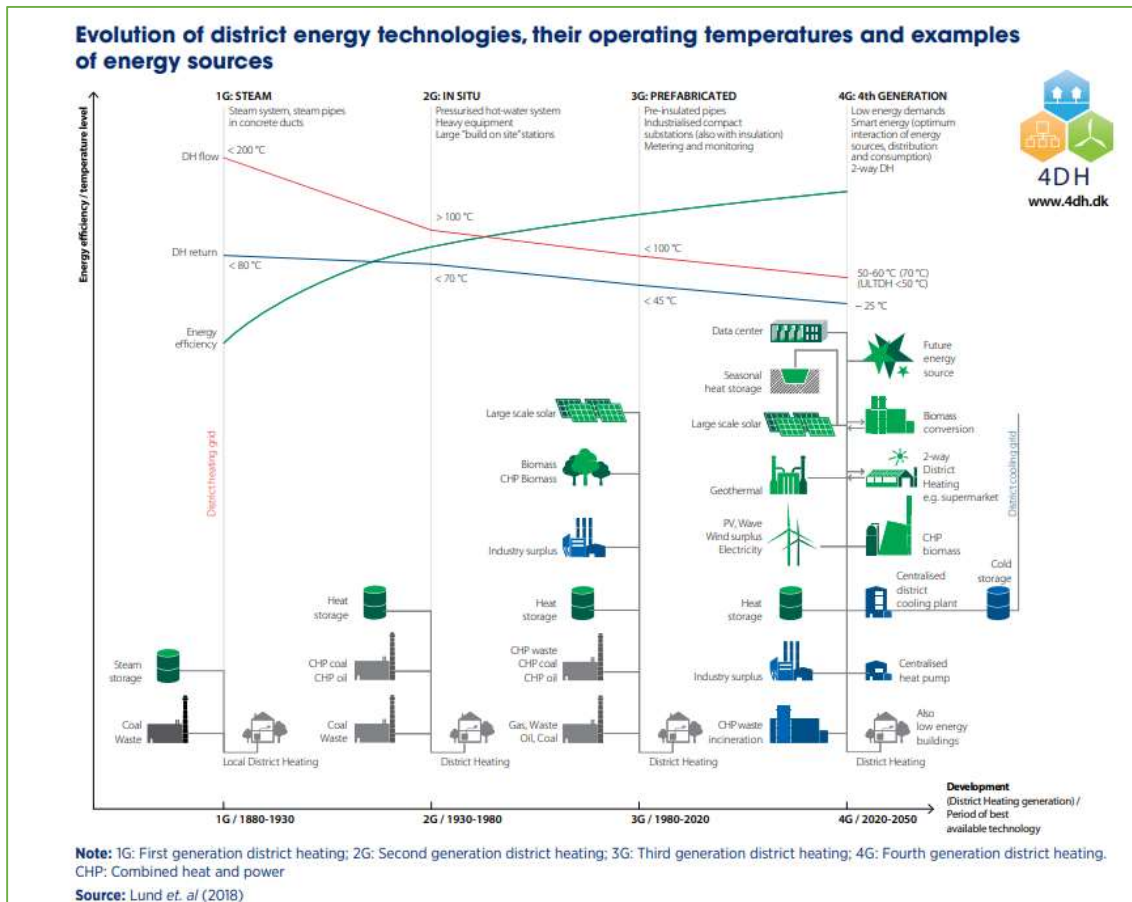 Evolution of district energy technologies, their operating temperatures and examples
of energy sources
1G: STEAM
Steam system, steam pipes
in concrete ducts
2G: IN SITU
Pressurised hot-water system
Heavy equipment
Large "build on site" stations
3G: PREFABRICATED
Pre-insulated pipes
Industrialised compact
substations (also with insulation)
Metering and monitoring
4G: 4th GENERATION
Low energy demands
Smart energy (optimum
interaction of energy
sources, distribution
and consumption)
2-way DH
4DH
www.4dh.dk
Energy efficiency / temperature level
DH flow
< 200 °C
> 100 °C
< 100 °C
50-60 °C (70 °C)
(ULTDH <50 °C)
DH return
< 80 °C
< 70 °C
< 45 °C
~ 25 °C
Energy
efficiency
District heating grid
Data center
Future
energy
source
Seasonal
heat storage
Large scale solar
Large scale solar
Biomass
conversion
Biomass
CHP Biomass
Geothermal
2-way
District
Heating
e.g. supermarket
District cooling grid
Industry surplus
PV, Wave
Wind surplus
Electricity
CHP
biomass
Heat
storage
Heat
storage
Heat
storage
Centralised
district
cooling plant
Cold
storage
Steam
storage
CHP coal
CHP oil
CHP waste
CHP coal
CHP oil
Industry surplus
Centralised
heat pump
Coal
Waste
Coal
Waste
Gas, Waste
Oil, Coal
CHP waste
incineration
Also
low energy
buildings
Local District Heating
District Heating
District Heating
District Heating
Development
(District Heating generation) /
Period of best
available technology
1G / 1880-1930
2G / 1930-1980
3G / 1980-2020
4G / 2020-2050
Note: 1G: First generation district heating; 2G: Second generation district heating; 3G: Third generation district heating; 4G: Fourth generation district heating.
CHP: Combined heat and power
Source: Lund et. al (2018)